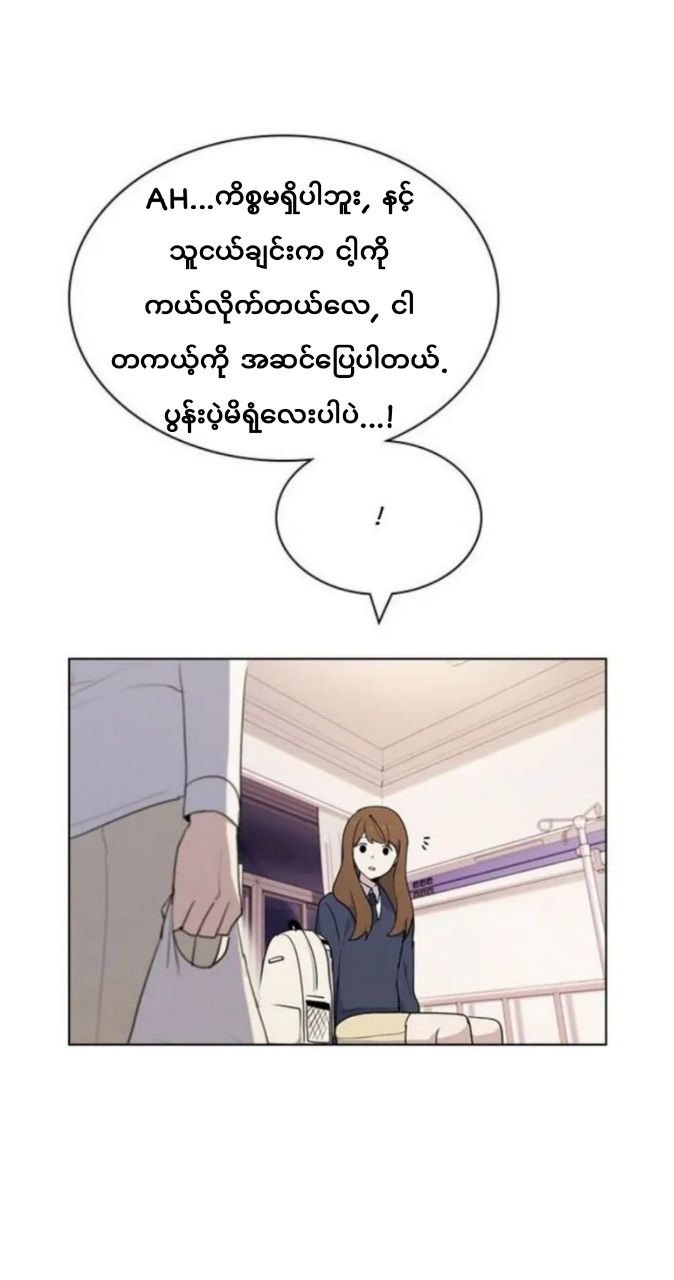 AH...ကိစ္စမရှိပါဘူး, နင့်
သူငယ်ချင်းက ငါ့ကို
ကယ်လိုက်တယ်လေ, ငါ
တကယ့်ကို အဆင်ပြေပါတယ်.
ပွန်းပဲ့မိရုံလေးပါပဲ...!
!